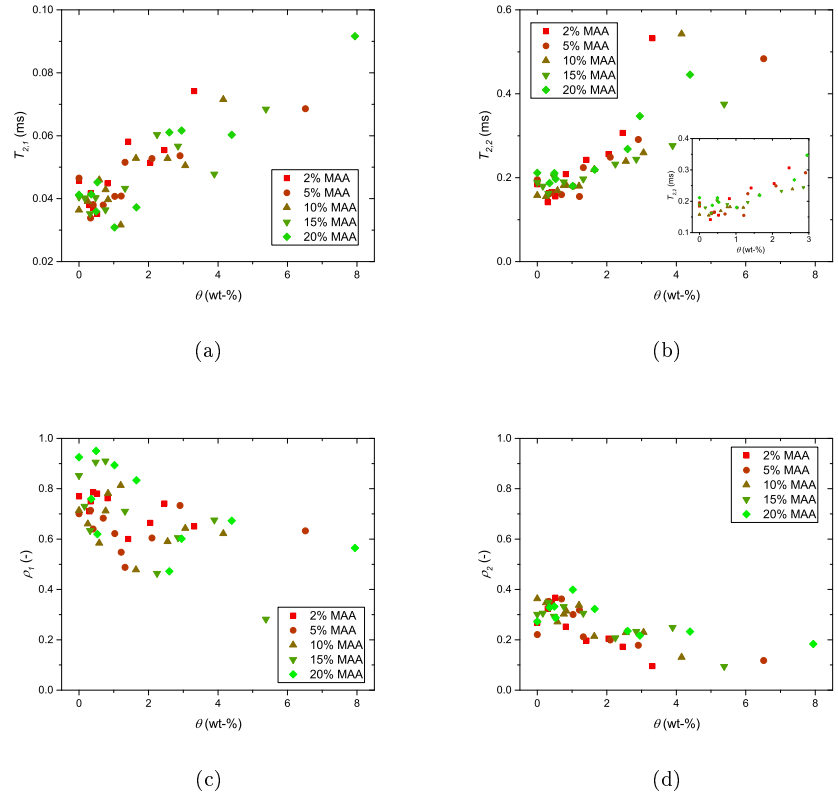 0.10
0.08
0.06
0.04
0.02
T2,1 (ms)
2% MAA
5% MAA
10% MAA
15% MAA
20% MAA
0 2 4 6 8
θ (wt-%)
(a)
0.6
0.4
0.2
0.0
T2,2 (ms)
2% MAA
5% MAA
10% MAA
15% MAA
20% MAA
0.4
0.3
0.2
0.1
T2,2 (ms)
0 1 2 3
θ (wt-%)
0 2 4 6 8
θ (wt-%)
(b)
1.0
0.8
0.6
0.4
0.2
0.0
ρ1 (-)
2% MAA
5% MAA
10% MAA
15% MAA
20% MAA
0 2 4 6 8
θ (wt-%)
(c)
1.0
0.8
0.6
0.4
0.2
0.0
ρ2 (-)
2% MAA
5% MAA
10% MAA
15% MAA
20% MAA
0 2 4 6 8
θ (wt-%)
(d)